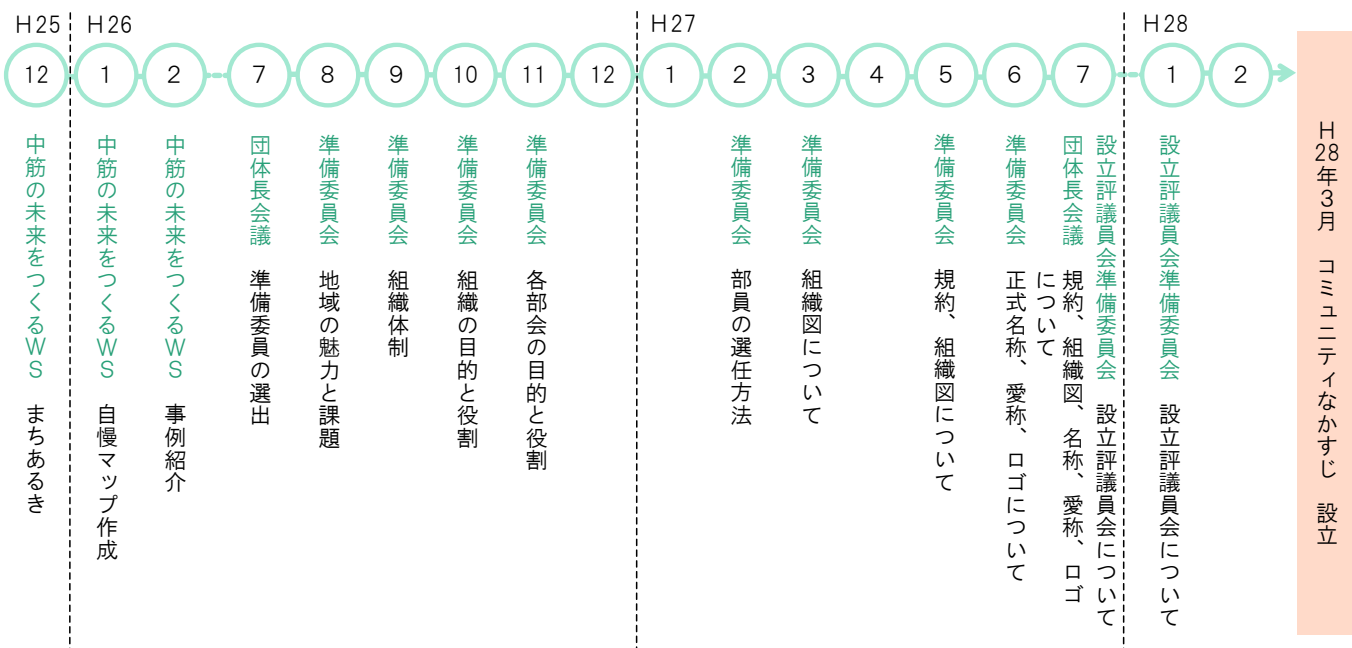 H25
H26
H27
H28
12
1
2
7
8
9
10
11
12
1
2
3
4
5
6
7
1
2
中筋の未来をつくるWS　まちあるき
中筋の未来をつくるWS　自慢マップ作成
中筋の未来をつくるWS　事例紹介
団体長会議　準備委員の選出
準備委員会　地域の魅力と課題
準備委員会　組織体制
準備委員会　組織の目的と役割
準備委員会　各部会の目的と役割
準備委員会　部員の選任方法
準備委員会　組織図について
準備委員会　規約、組織図について
準備委員会　正式名称、愛称、ロゴについて
団体長会議　規約、組織図、名称、愛称、ロゴ
について
設立評議員会準備委員会　設立評議員会について
設立評議員会準備委員会　設立評議員会について
H28年3月　コミュニティなかすじ　設立